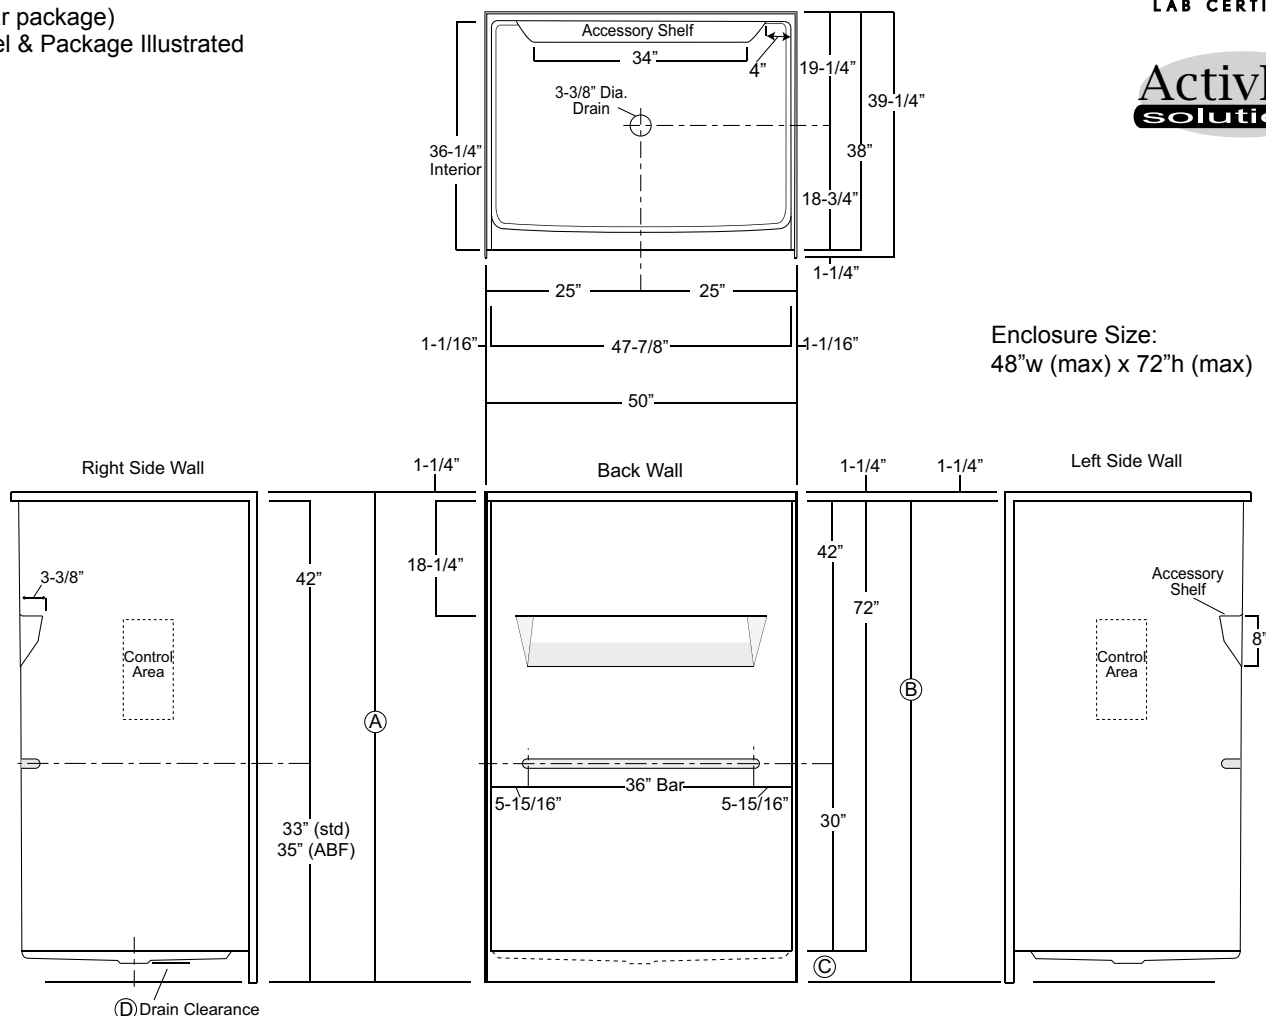 package)
& Package Illustrated
LAB
Accessory Shelf
34”
4”
19-1/4”
39-1/4”
3-3/8” Dia.
Drain
36-1/4”
Interior
38”
18-3/4”
1-1/4”
25”
25”
1-1/16”
47-7/8”
1-1/16”
50”
Enclosure Size:
48”w (max) x 72”h (max)
Right Side Wall
1-1/4”
Back Wall
1-1/4”
1-1/4”
Left Side Wall
3-3/8”
42”
18-1/4”
42”
72”
Accessory
Shelf
8”
Control
Area
Control
Area
A
B
36” Bar
5-15/16”
5-15/16”
33” (std)
35” (ABF)
30”
C
D Drain Clearance